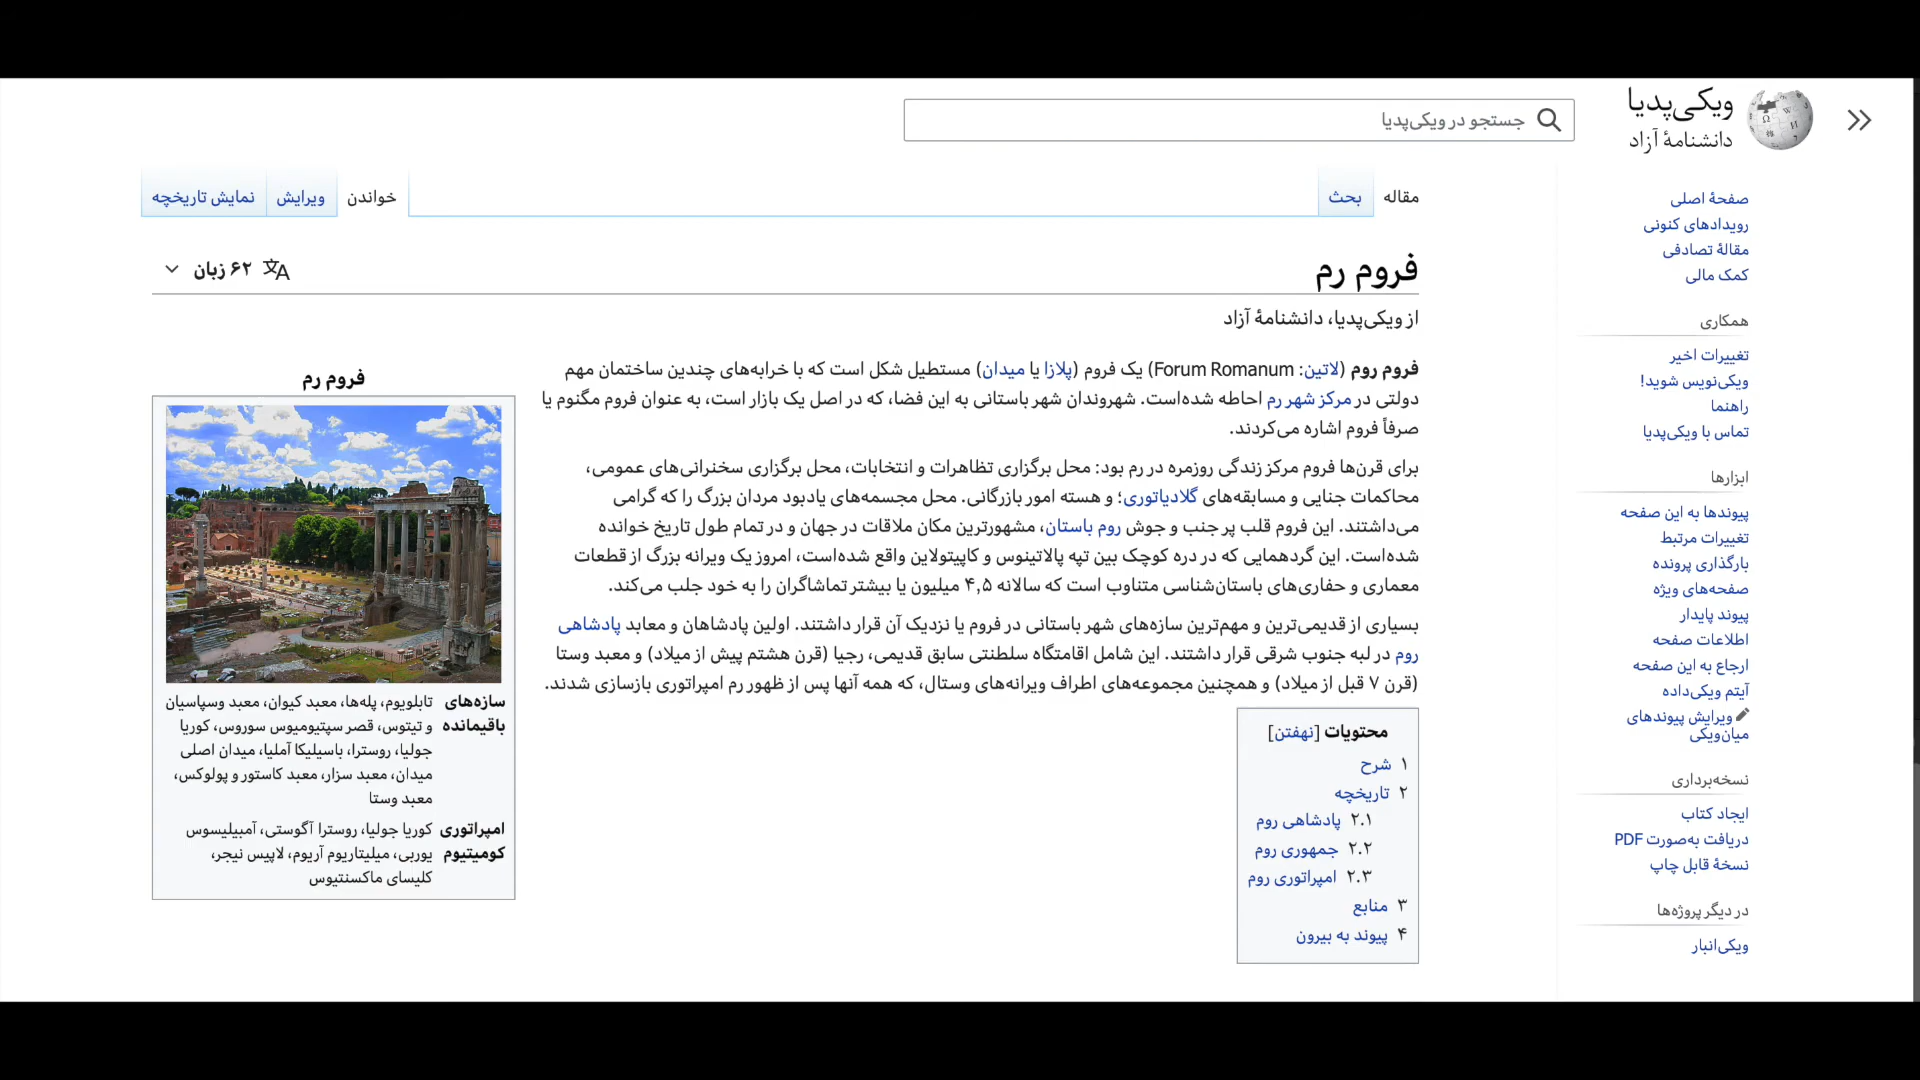 ویکی‌پدیا
دانشنامهٔ آزاد
جستجو در ویکی‌پدیا
صفحهٔ اصلی
رویدادهای کنونی
مقالهٔ تصادفی
کمک مالی
همکاری
تغییرات اخیر
ویکی‌نویس شوید!
راهنما
تماس با ویکی‌پدیا
ابزارها
پیوندها به این صفحه
تغییرات مرتبط
بارگذاری پرونده
صفحه‌های ویژه
پیوند پایدار
اطلاعات صفحه
ارجاع به این صفحه
آیتم ویکی‌داده
ویرایش پیوندهای
میان‌ویکی
نسخه‌برداری
ایجاد کتاب
دریافت به‌صورت PDF
نسخهٔ قابل چاپ
در دیگر پروژه‌ها
ویکی‌انبار
مقاله بحث
خواندن ویرایش نمایش تاریخچه
فروم رم
۶۲ زبان
از ویکی‌پدیا، دانشنامهٔ آزاد
فروم روم (لاتین: Forum Romanum) یک فروم (پلازا یا میدان) مستطیل شکل است که با خرابه‌های چندین ساختمان مهم
دولتی در مرکز شهر رم احاطه شده‌است. شهروندان شهر باستانی به این فضا، که در اصل یک بازار است، به عنوان فروم مگنوم یا
صرفاً فروم اشاره می‌کردند.
برای قرن‌ها فروم مرکز زندگی روزمره در رم بود: محل برگزاری تظاهرات و انتخابات، محل برگزاری سخنرانی‌های عمومی،
محاکمات جنایی و مسابقه‌های گلادیاتوری؛ و هسته امور بازرگانی. محل مجسمه‌های یادبود مردان بزرگ را که گرامی
می‌داشتند. این فروم قلب پر جنب و جوش روم باستان، مشهورترین مکان ملاقات در جهان و در تمام طول تاریخ خوانده
شده‌است. این گردهمایی که در دره کوچک بین تپه پالاتینوس و کاپیتولاین واقع شده‌است، امروز یک ویرانه بزرگ از قطعات
معماری و حفاری‌های باستان‌شناسی متناوب است که سالانه ۴٫۵ میلیون یا بیشتر تماشاگران را به خود جلب می‌کند.
بسیاری از قدیمی‌ترین و مهم‌ترین سازه‌های شهر باستانی در فروم یا نزدیک آن قرار داشتند. اولین پادشاهان و معابد پادشاهی
روم در لبه جنوب شرقی قرار داشتند. این شامل اقامتگاه سلطنتی سابق قدیمی، رجیا (قرن هشتم پیش از میلاد) و معبد وستا
(قرن ۷ قبل از میلاد) و همچنین مجموعه‌های اطراف ویرانه‌های وستال، که همه آنها پس از ظهور رم امپراتوری بازسازی شدند.
محتویات [نهفتن]
۱ شرح
۲ تاریخچه
۲.۱ پادشاهی روم
۲.۲ جمهوری روم
۲.۳ امپراتوری روم
۳ منابع
۴ پیوند به بیرون
فروم رم
سازه‌های تابلویوم، پله‌ها، معبد کیوان، معبد وسپاسیان
باقیمانده و تیتوس، قصر سپتیومیوس سوروس، کوریا
جولیا، روسترا، باسیلیکا آملیا، میدان اصلی
میدان، معبد سزار، معبد کاستور و پولوکس،
معبد وستا
امپراتوری کوریا جولیا، روسترا آگوستی، آمبیلیسوس
کومیتیوم یوربی، میلیتاریوم آریوم، لاپیس نیجر،
کلیسای ماکسنتیوس